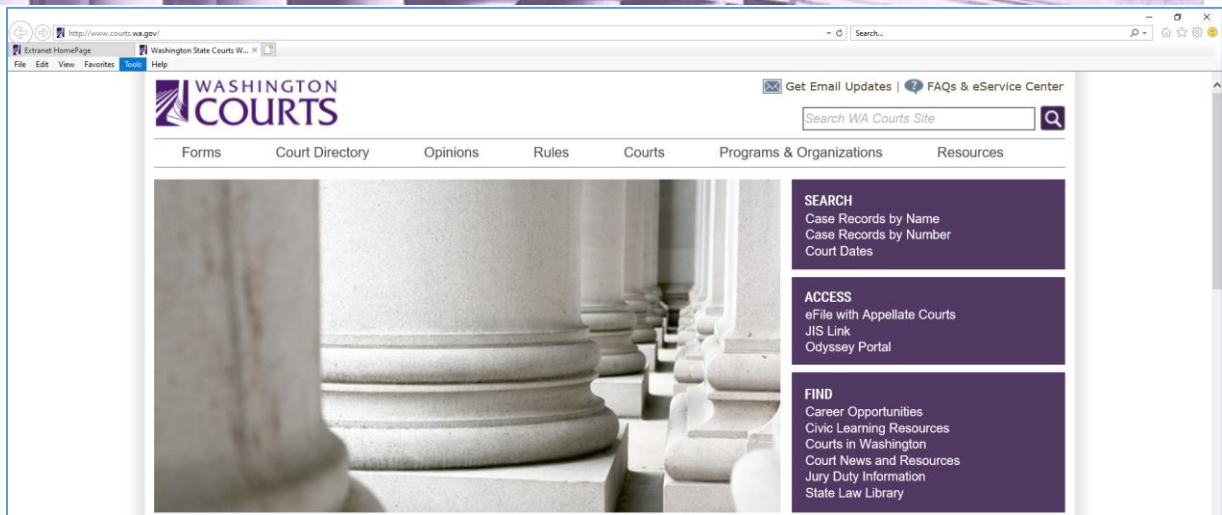 http://www.courts.wa.gov/
Search...
Extranet HomePage
Washington State Courts W...
File Edit View Favorites Tools Help
WASHINGTON
COURTS
Get Email Updates | FAQs & eService Center
Search WA Courts Site
Forms Court Directory Opinions Rules Courts Programs & Organizations Resources
SEARCH
Case Records by Name
Case Records by Number
Court Dates
ACCESS
eFile with Appellate Courts
JIS Link
Odyssey Portal
FIND
Career Opportunities
Civic Learning Resources
Courts in Washington
Court News and Resources
Jury Duty Information
State Law Library